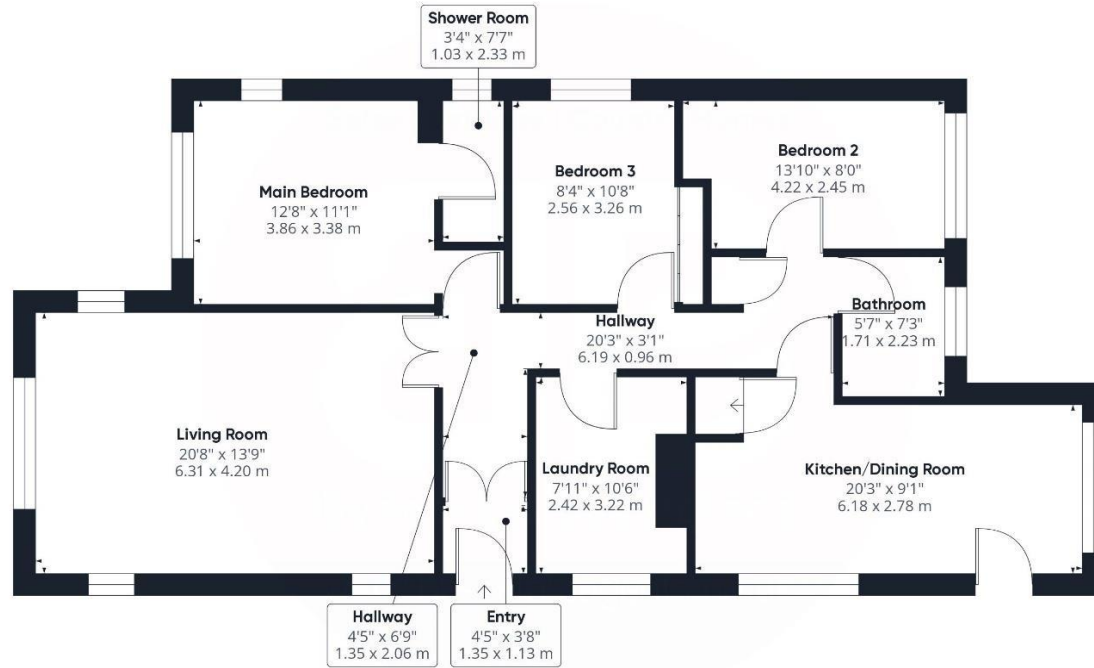 Shower Room
3'4" x 7'7"
1.03 x 2.33 m
Main Bedroom
12'8" x 11'1"
3.86 x 3.38 m
Bedroom 3
8'4" x 10'8"
2.56 x 3.26 m
Bedroom 2
13'10" x 8'0"
4.22 x 2.45 m
Bathroom
5'7" x 7'3"
1.71 x 2.23 m
Hallway
20'3" x 3'1"
6.19 x 0.96 m
Living Room
20'8" x 13'9"
6.31 x 4.20 m
Laundry Room
7'11" x 10'6"
2.42 x 3.22 m
Kitchen/Dining Room
20'3" x 9'1"
6.18 x 2.78 m
Hallway
4'5" x 6'9"
1.35 x 2.06 m
Entry
4'5" x 3'8"
1.35 x 1.13 m